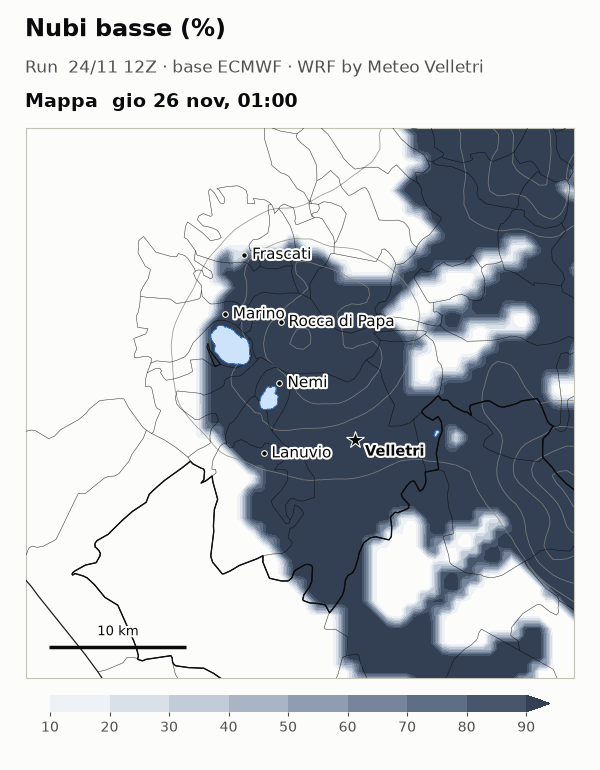 Nubi basse (%)
Run 24/11 12Z · base ECMWF · WRF by Meteo Velletri
Mappa gio 26 nov, 01:00
Frascati
Marino
Rocca di Papa
Nemi
Velletri
Lanuvio
10 km
10 20 30 40 50 60 70 80 90